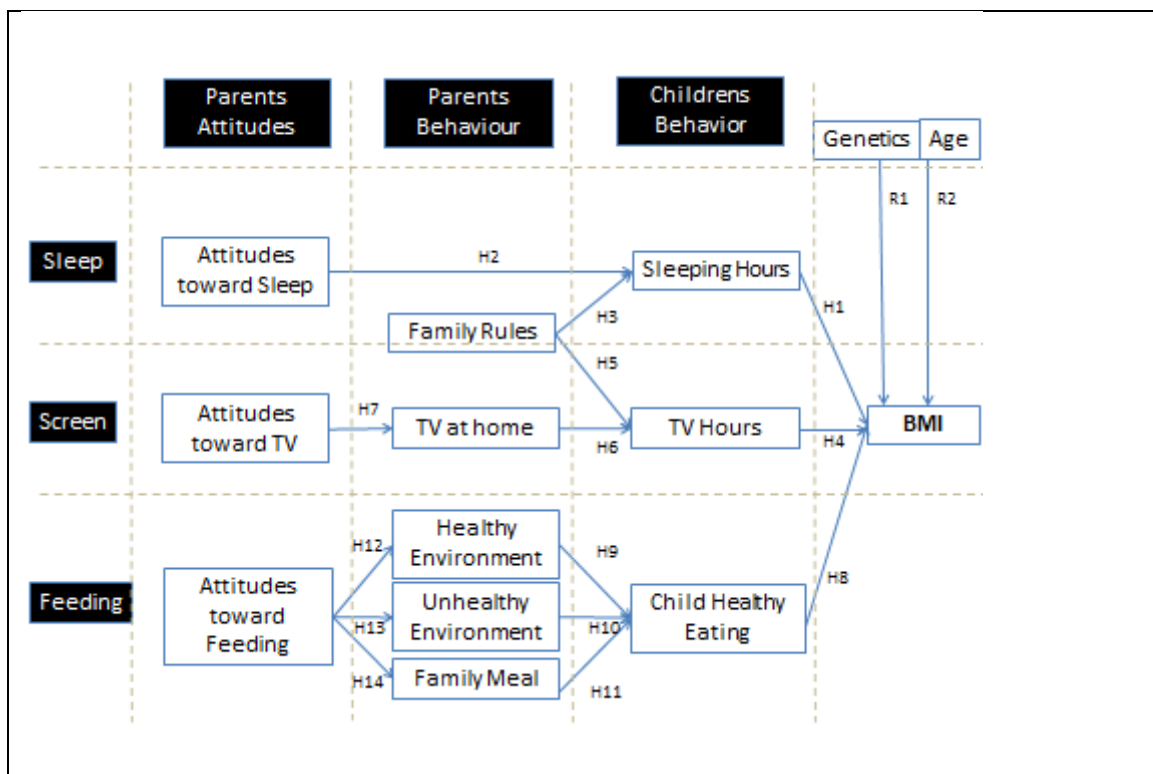 Parents
Attitudes
Parents
Behaviour
Childrens
Behavior
Genetics
Age
R1
R2
Sleep
Attitudes
toward Sleep
H2
Sleeping Hours
H1
H3
Family Rules
H5
Screen
Attitudes
toward TV
H7
TV at home
H6
TV Hours
H4
BMI
Feeding
Attitudes
toward
Feeding
H12
H13
H14
Healthy
Environment
Unhealthy
Environment
Family Meal
H9
H10
H11
Child Healthy
Eating
H8